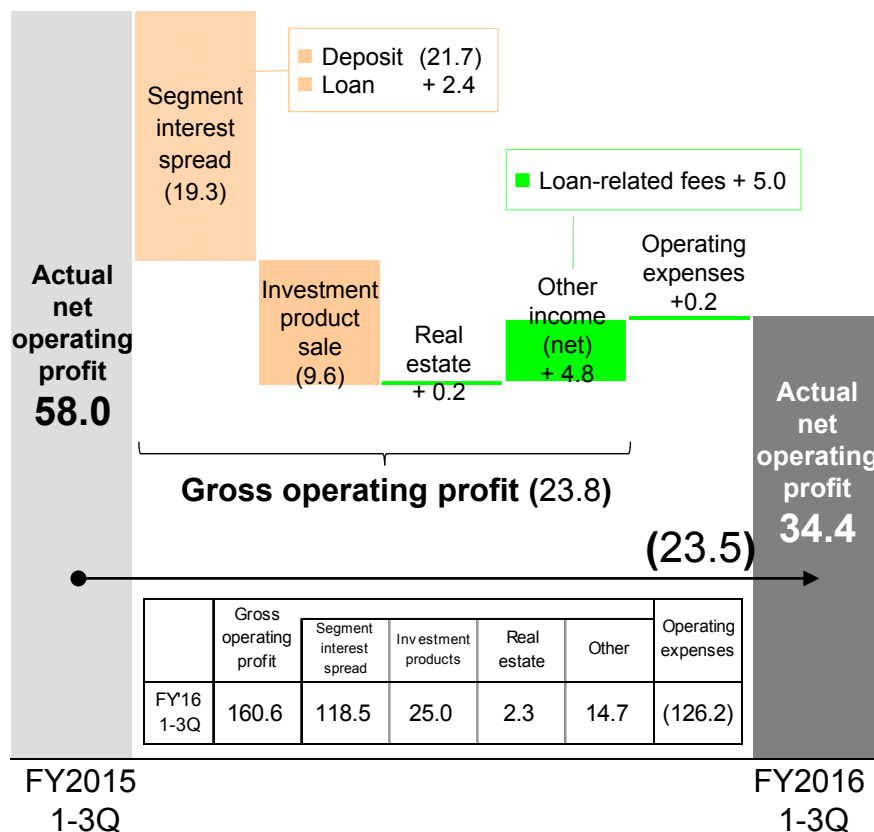 Deposit (21.7)
Loan + 2.4
Segment
interest
spread
(19.3)
Loan-related fees + 5.0
Operating
expenses
+0.2
Actual
net
operating
profit
58.0
Investment
product
sale
(9.6)
Real
estate
+ 0.2
Other
income
(net)
+ 4.8
Actual
net
operating
profit
34.4
Gross operating profit (23.8)
(23.5)
Gross
operating
profit
Segment
interest
spread
Investment
products
Real
estate
Other
Operating
expenses
FY'16
1-3Q
160.6
118.5
25.0
2.3
14.7
(126.2)
FY2015
1-3Q
FY2016
1-3Q